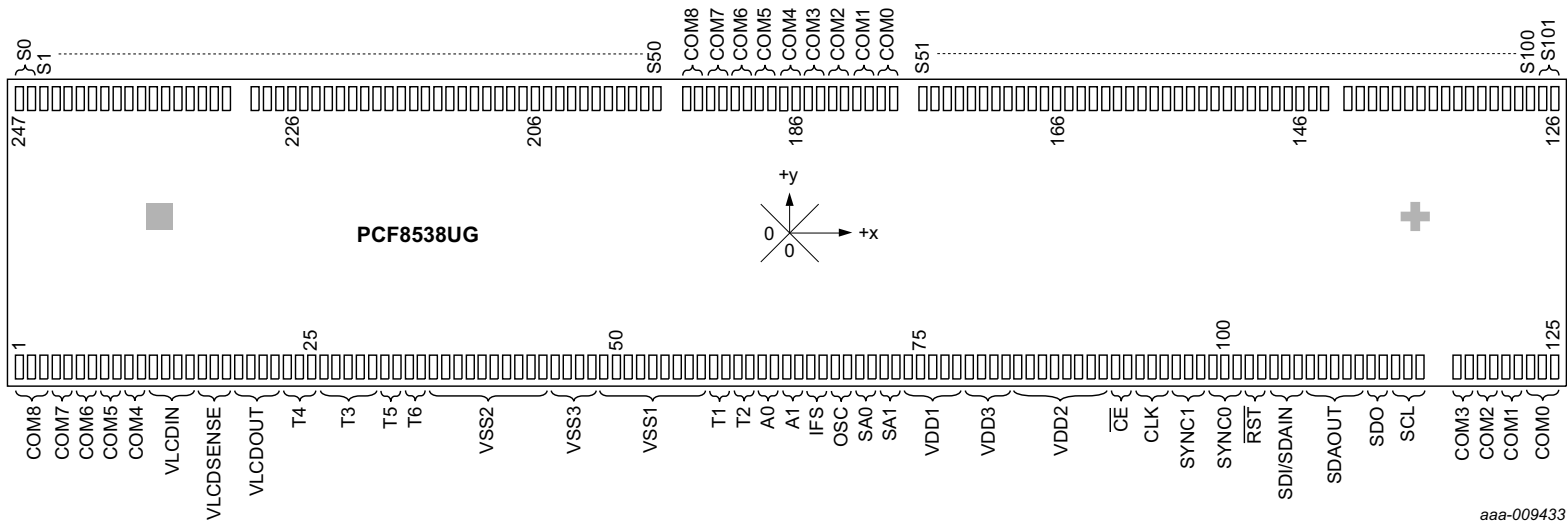 S0
S1
S50
COM8
COM7
COM6
COM5
COM4
COM3
COM2
COM1
COM0
S51
S100
S101
247
226
206
186
166
146
126
+y
0
+x
0
PCF8538UG
1
25
50
75
100
125
COM8
COM7
COM6
COM5
COM4
VLCDIN
VLCDSENSE
VLCDOUT
T4
T3
T5
T6
VSS2
VSS3
VSS1
T1
T2
A0
A1
IFS
OSC
SA0
SA1
VDD1
VDD3
VDD2
CE
CLK
SYNC1
SYNC0
RST
SDI/SDAIN
SDAOUT
SDO
SCL
COM3
COM2
COM1
COM0
aaa-009433